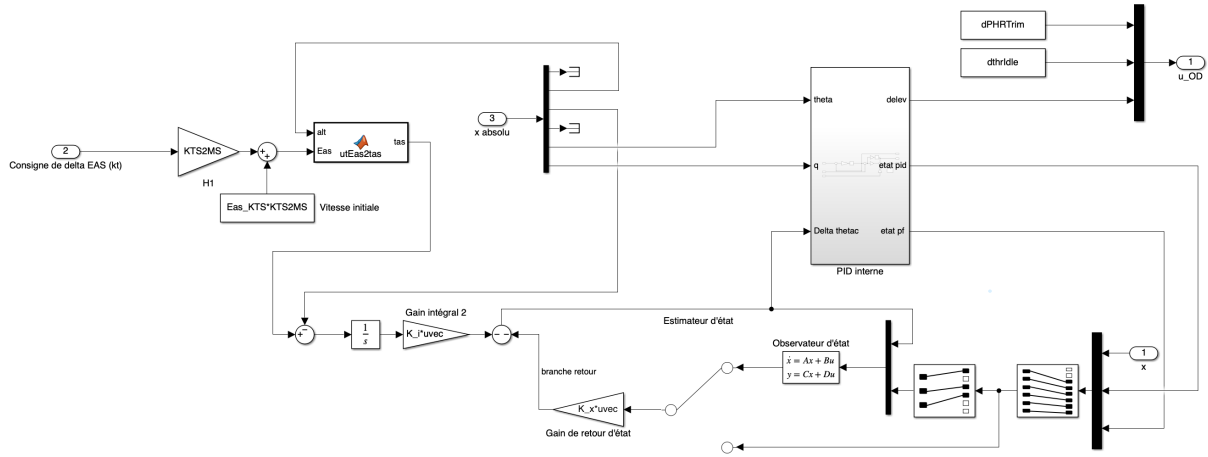 dPHRTrim
dthrIdle
1
u_OD
theta
delev
q
etat pid
Delta thetac
etat pf
PID interne
3
x absolu
alt
tas
Eas
utEas2tas
2
Consigne de delta EAS (kt)
KTS2MS
H1
+
+
Eas_KTS*KTS2MS
Vitesse initiale
Gain intégral 2
+
−
1
s
K_i*uvec
−
−
Estimateur d'état
Observateur d'état
ẋ = Ax + Bu
y = Cx + Du
1
x
branche retour
K_x*uvec
Gain de retour d'état